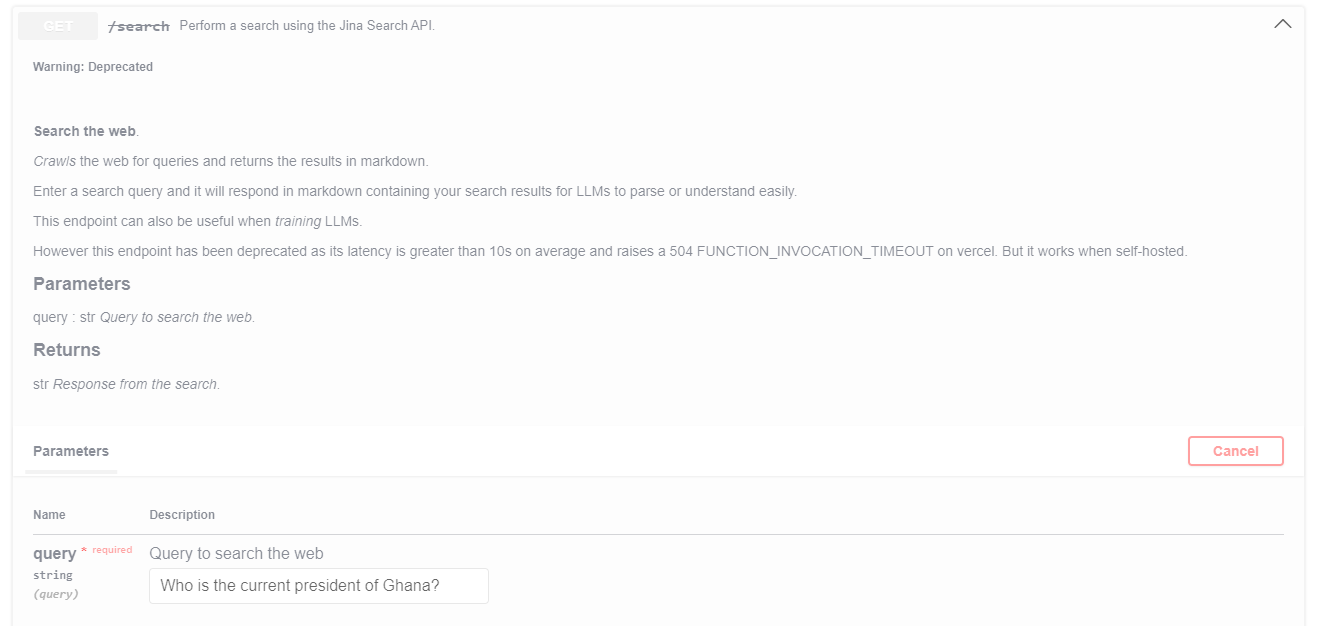 GET /search Perform a search using the Jina Search API.
Warning: Deprecated
Search the web.
Crawls the web for queries and returns the results in markdown.
Enter a search query and it will respond in markdown containing your search results for LLMs to parse or understand easily.
This endpoint can also be useful when training LLMs.
However this endpoint has been deprecated as its latency is greater than 10s on average and raises a 504 FUNCTION_INVOCATION_TIMEOUT on vercel. But it works when self-hosted.
Parameters
query : str Query to search the web.
Returns
str Response from the search.
Parameters
Cancel
Name Description
query * required Query to search the web
string
(query)
Who is the current president of Ghana?